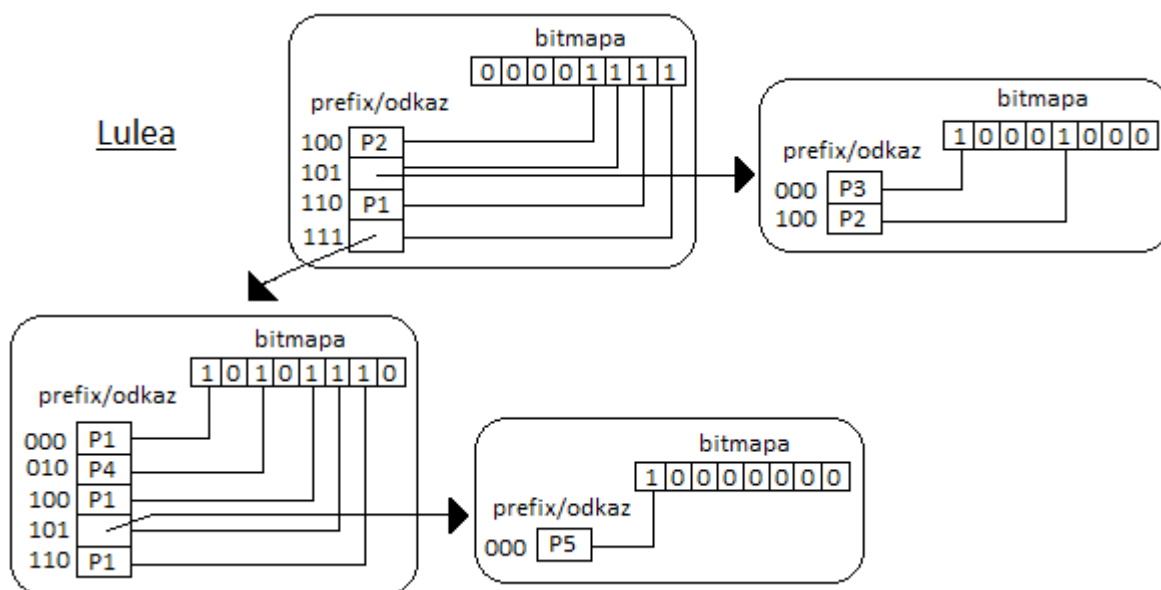 Lulea
bitmapa
0 0 0 0 1 1 1 1
prefix/odkaz
100 P2
101
110 P1
111
bitmapa
1 0 0 0 1 0 0 0
prefix/odkaz
000 P3
100 P2
bitmapa
1 0 1 0 1 1 1 0
prefix/odkaz
000 P1
010 P4
100 P1
101
110 P1
bitmapa
1 0 0 0 0 0 0 0
prefix/odkaz
000 P5